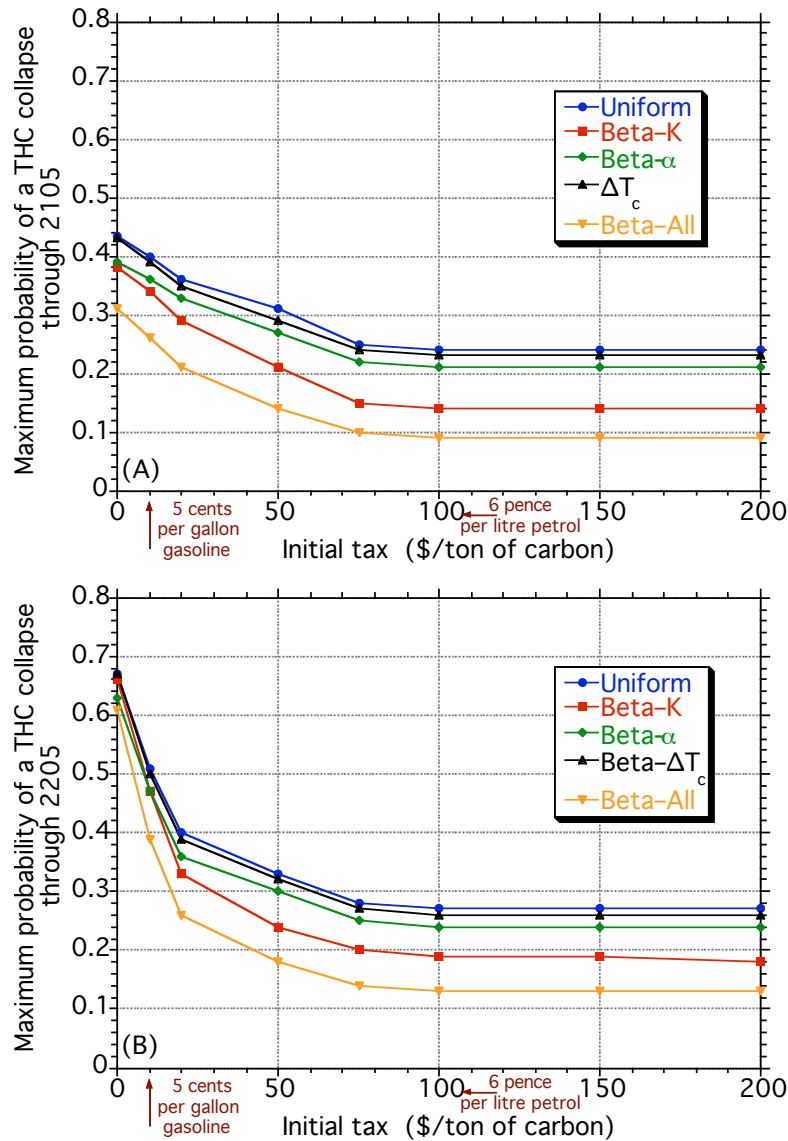 Maximum probability of a THC collapse
through 2105
0.8
0.7
0.6
0.5
0.4
0.3
0.2
0.1
0
Uniform
Beta–K
Beta-α
ΔTc
Beta–All
(A)
0 50 100 150 200
5 cents
per gallon
gasoline
6 pence
per litre petrol
Initial tax ($/ton of carbon)
Maximum probability of a THC collapse
through 2205
0.8
0.7
0.6
0.5
0.4
0.3
0.2
0.1
0
Uniform
Beta–K
Beta-α
Beta–ΔTc
Beta–All
(B)
0 50 100 150 200
5 cents
per gallon
gasoline
6 pence
per litre petrol
Initial tax ($/ton of carbon)